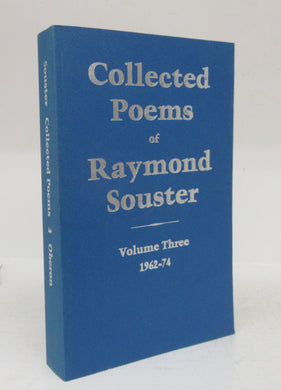 Collected
Poems
of
Raymond
Souster
Volume Three
1962-74
Souster Collected Poems 3 Oberon